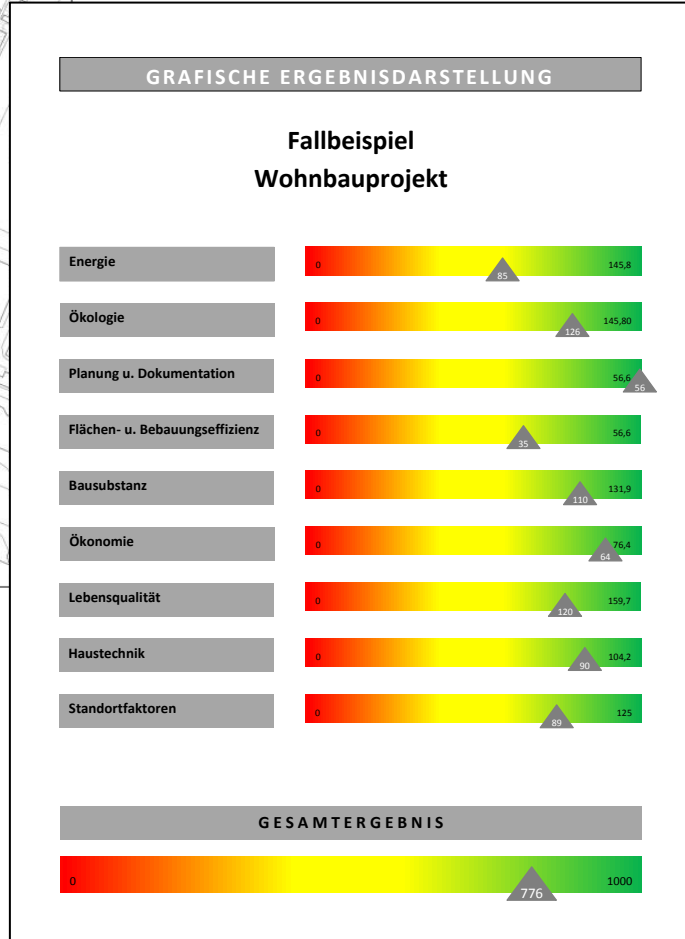 GRAFISCHE ERGEBNISDARSTELLUNG
Fallbeispiel
Wohnbauprojekt
Energie 0 85 145,8
Ökologie 0 126 145,80
Planung u. Dokumentation 0 56,6 56
Flächen- u. Bebauungseffizienz 0 35 56,6
Bausubstanz 0 110 131,9
Ökonomie 0 64 76,4
Lebensqualität 0 120 159,7
Haustechnik 0 90 104,2
Standortfaktoren 0 89 125
GESAMTERGEBNIS
0 776 1000